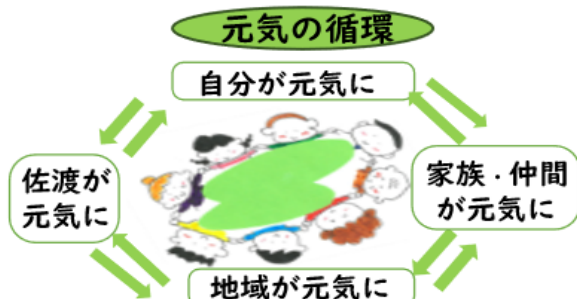 元気の循環
自分が元気に
佐渡が
元気に
家族・仲間
が元気に
地域が元気に